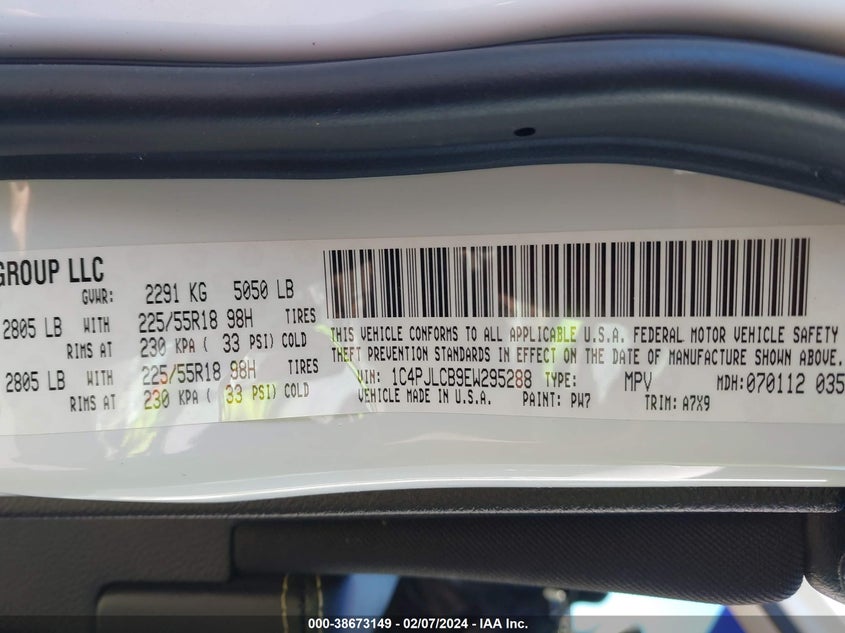 GROUP LLC
GVWR: 2291 KG 5050 LB
2805 LB WITH 225/55R18 98H TIRES
RIMS AT 230 KPA ( 33 PSI) COLD
2805 LB WITH 225/55R18 98H TIRES
RIMS AT 230 KPA ( 33 PSI) COLD
THIS VEHICLE CONFORMS TO ALL APPLICABLE U.S.A. FEDERAL MOTOR VEHICLE SAFETY
THEFT PREVENTION STANDARDS IN EFFECT ON THE DATE OF MANUFACTURE SHOWN ABOVE.
VIN: 1C4PJLCB9EW295288 TYPE: MPV MDH: 070112 035
VEHICLE MADE IN U.S.A. PAINT: PW7 TRIM: A7X9
000-38673149 - 02/07/2024 - IAA Inc.